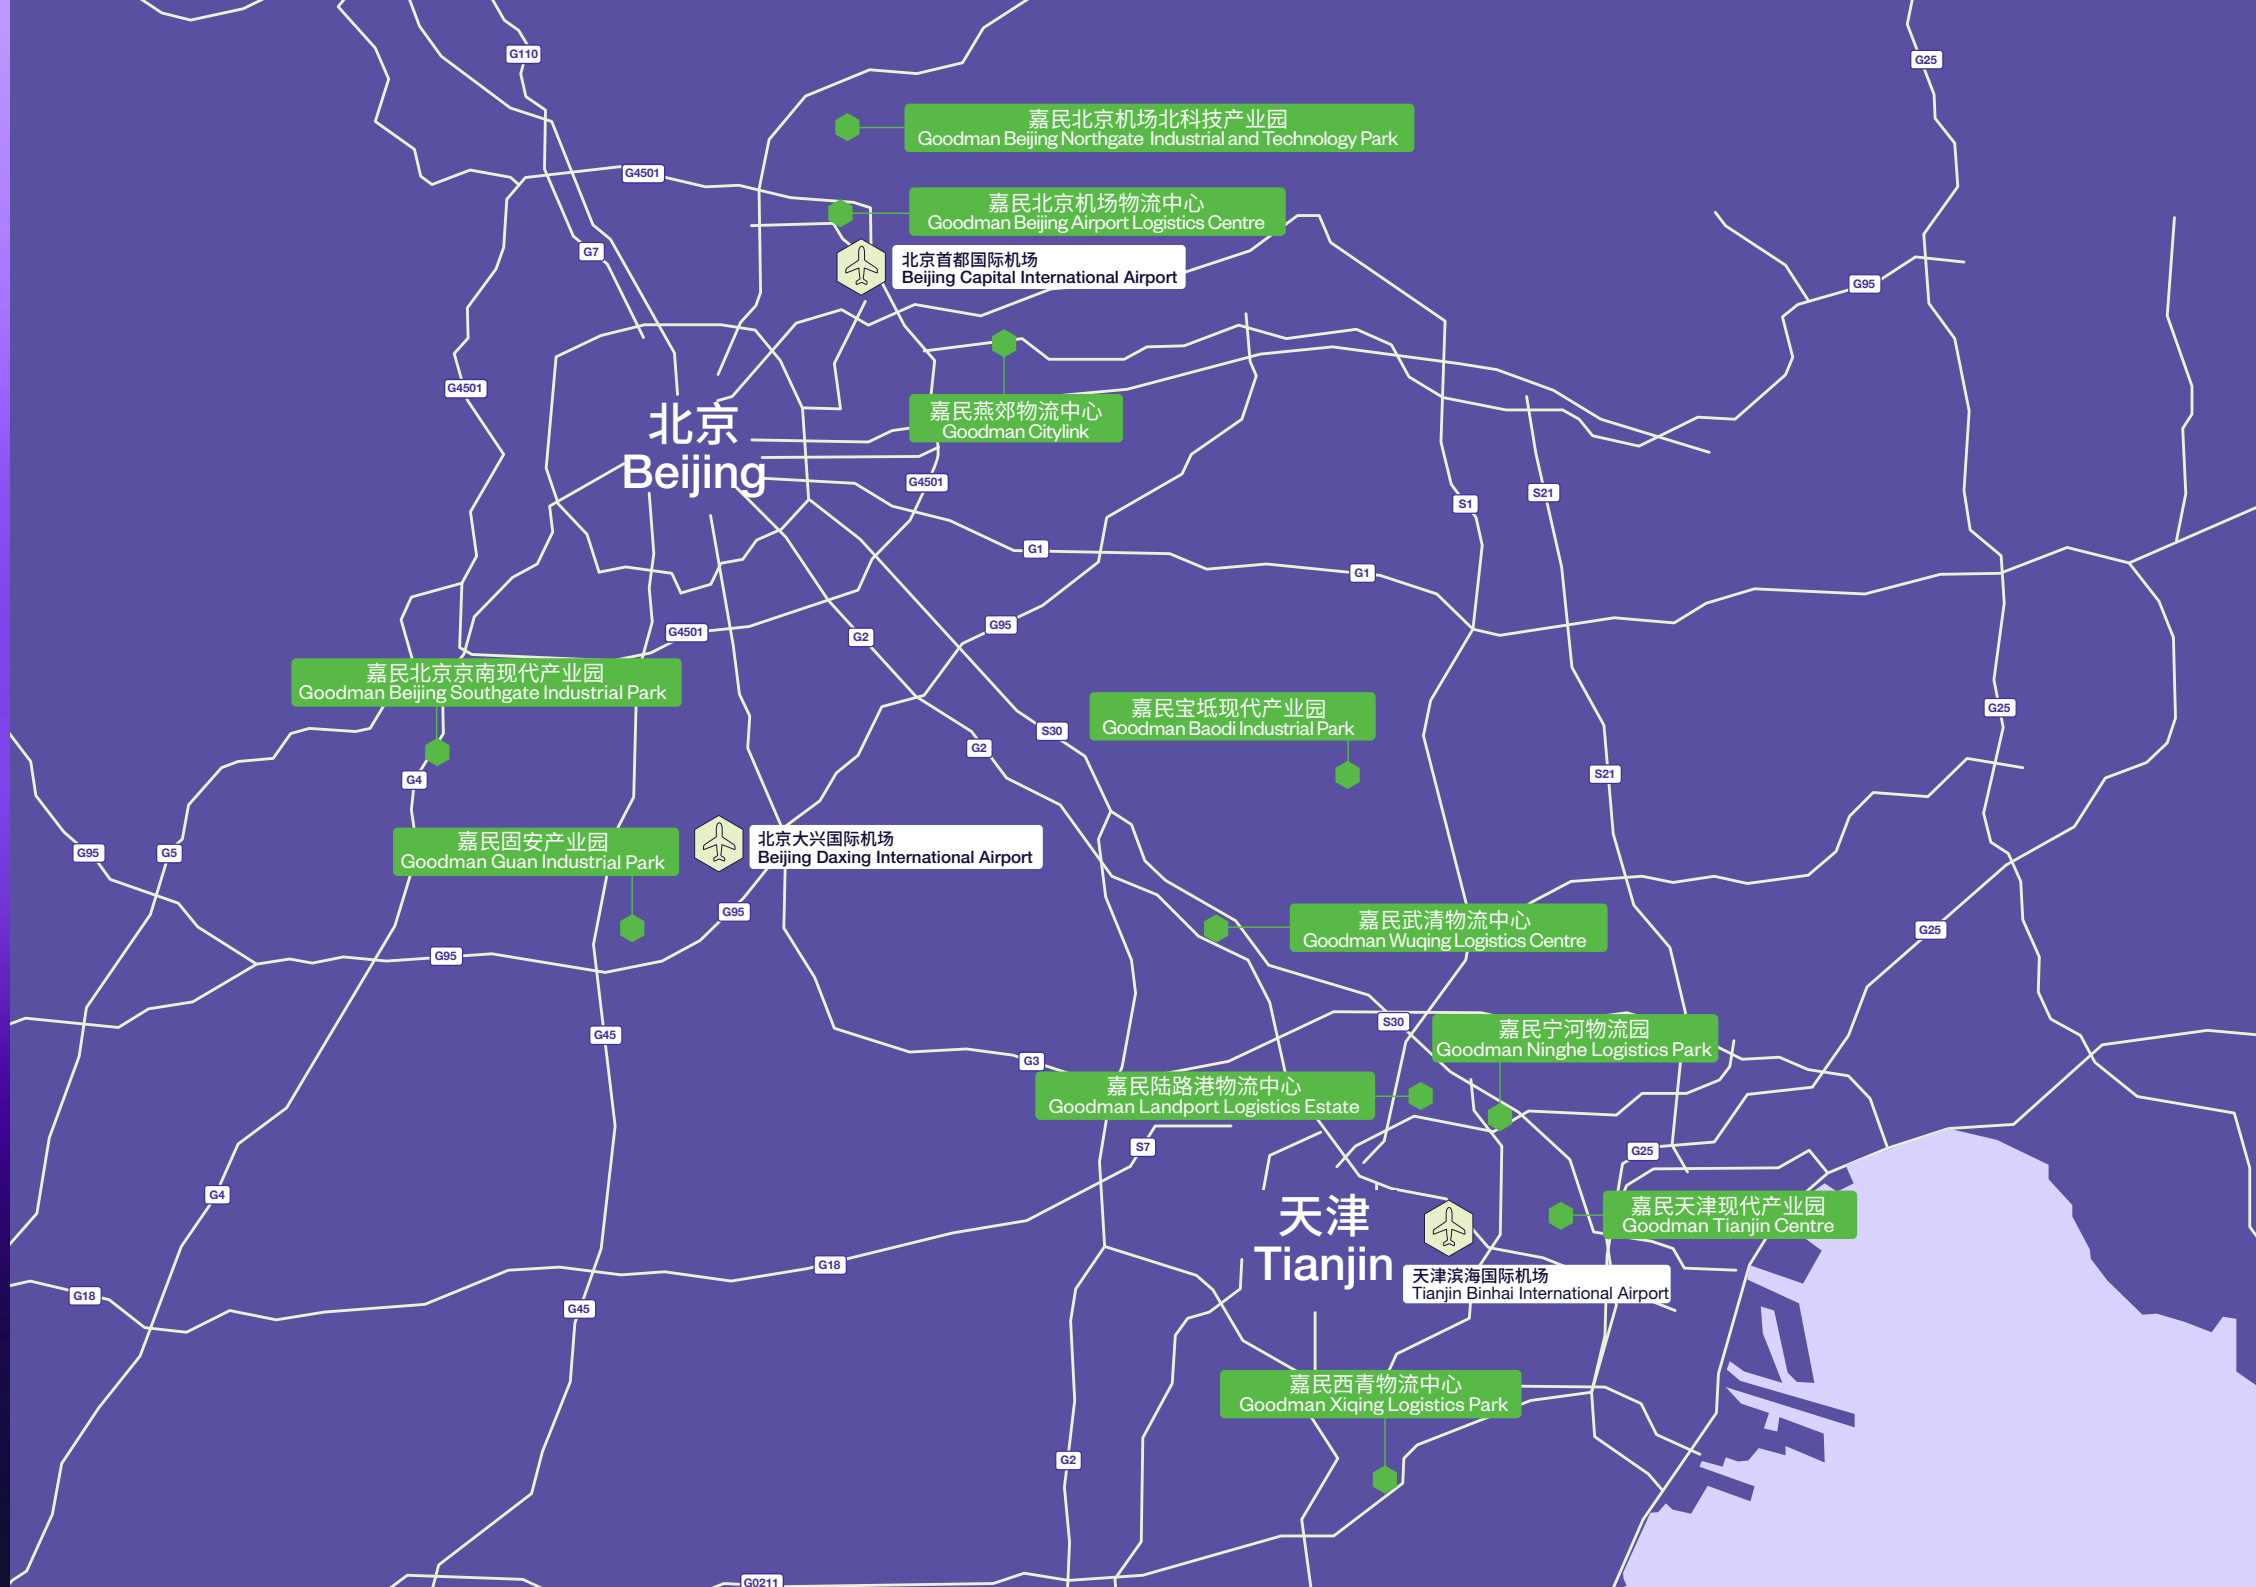 G110
G25
嘉民北京机场北科技产业园
Goodman Beijing Northgate Industrial and Technology Park
G4501
嘉民北京机场物流中心
Goodman Beijing Airport Logistics Centre
G7
北京首都国际机场
Beijing Capital International Airport
G95
G4501
嘉民燕郊物流中心
Goodman Citylink
北京
Beijing
G4501
S1
S21
G1
G1
G4501
G2
G95
嘉民北京京南现代产业园
Goodman Beijing Southgate Industrial Park
嘉民宝坻现代产业园
Goodman Baodi Industrial Park
G25
S30
G2
G4
S21
嘉民固安产业园
Goodman Guan Industrial Park
北京大兴国际机场
Beijing Daxing International Airport
G95
G5
G95
嘉民武清物流中心
Goodman Wuqing Logistics Centre
G25
G95
S30
嘉民宁河物流园
Goodman Ninghe Logistics Park
G45
G3
嘉民陆路港物流中心
Goodman Landport Logistics Estate
S7
G25
G4
嘉民天津现代产业园
Goodman Tianjin Centre
天津
Tianjin
G18
天津滨海国际机场
Tianjin Binhai International Airport
G18
G45
嘉民西青物流中心
Goodman Xiqing Logistics Park
G2
G0211